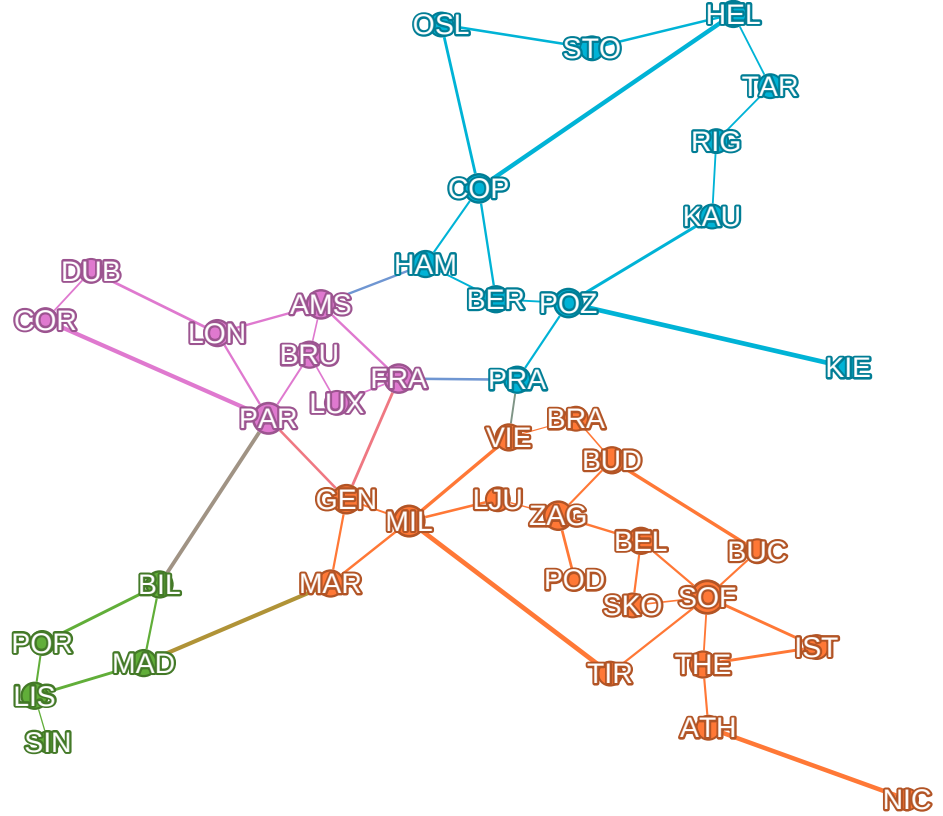 HEL
OSL
STO
TAR
RIG
COP
KAU
HAM
DUB
BER
POZ
AMS
COR
LON
BRU
KIE
FRA
PRA
LUX
PAR
BRA
VIE
BUD
GEN
LJU
MIL
ZAG
BEL
BUC
POD
BIL
MAR
SOF
SKO
POR
IST
MAD
THE
TIR
LIS
ATH
SIN
NIC